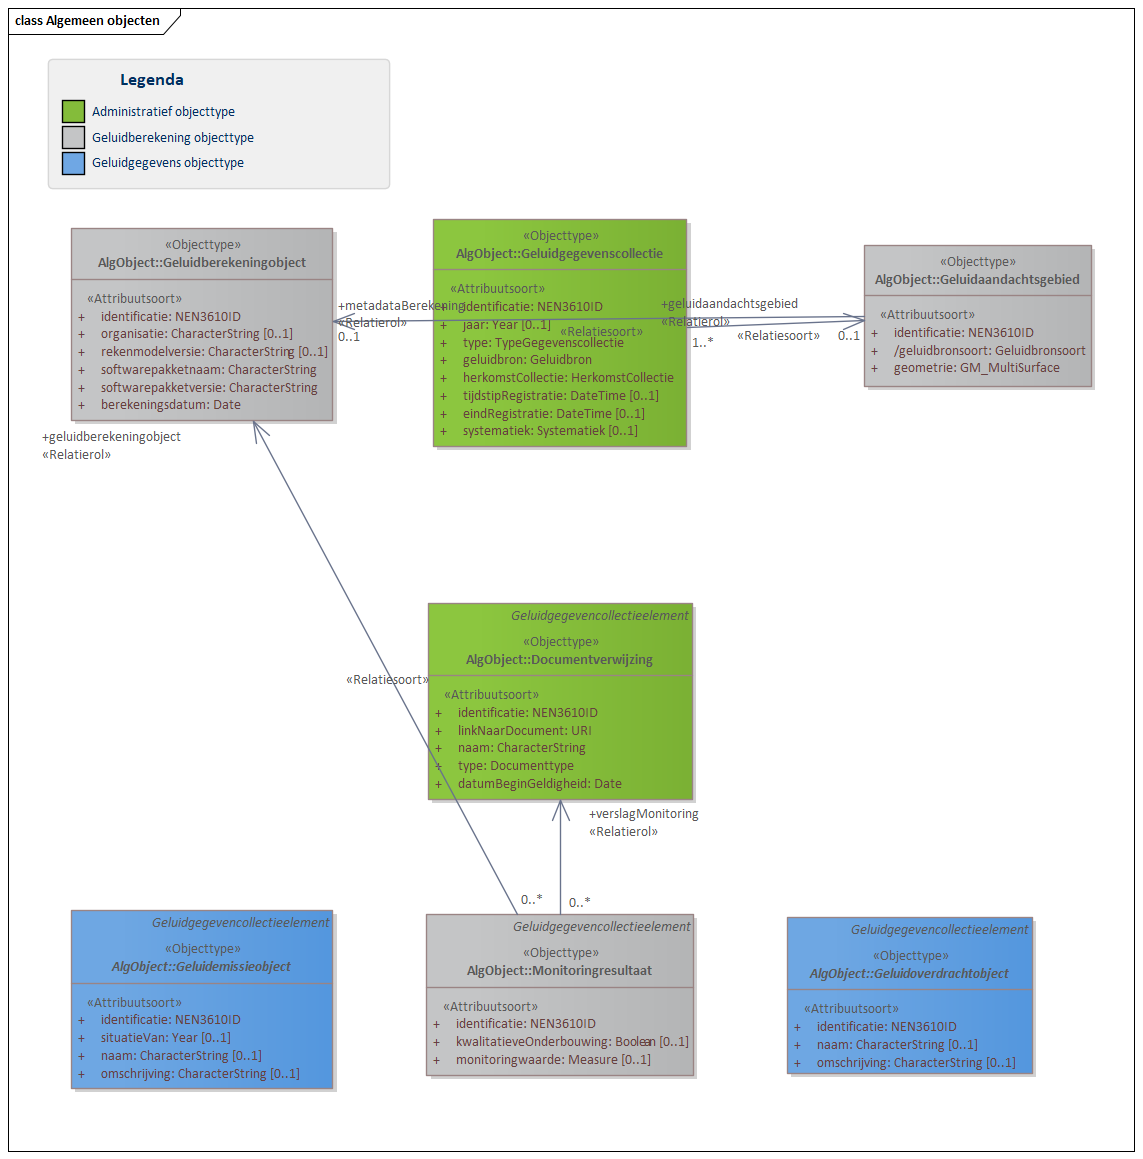 class Algemeen objecten
Legenda
Administratief objecttype
Geluidberekening objecttype
Geluidgegevens objecttype
«Objecttype»
AlgObject::Geluidberekeningobject
«Attribuutsoort»
+ identificatie: NEN3610ID
+ organisatie: CharacterString [0..1]
+ rekenmodelversie: CharacterString [0..1]
+ softwarepakketnaam: CharacterString
+ softwarepakketversie: CharacterString
+ berekeningsdatum: Date
«Objecttype»
AlgObject::Geluidgegevenscollectie
«Attribuutsoort»
+ identificatie: NEN3610ID
+ jaar: Year [0..1]
+ type: TypeGegevenscollectie
+ geluidbron: Geluidbron
+ herkomstCollectie: HerkomstCollectie
+ tijdstipRegistratie: DateTime [0..1]
+ eindRegistratie: DateTime [0..1]
+ systematiek: Systematiek [0..1]
«Objecttype»
AlgObject::Geluidaandachtsgebied
«Attribuutsoort»
+ identificatie: NEN3610ID
+ /geluidbronsoort: Geluidbronsoort
+ geometrie: GM_MultiSurface
+metadataBerekening
«Relatierol»
0..1
«Relatiesoort»
+geluidaandachtsgebied
«Relatierol»
1..*
«Relatiesoort»
0..1
+geluidberekeningobject
«Relatierol»
«Relatiesoort»
Geluidgegevencollectieelement
«Objecttype»
AlgObject::Documentverwijzing
«Attribuutsoort»
+ identificatie: NEN3610ID
+ linkNaarDocument: URI
+ naam: CharacterString
+ type: Documenttype
+ datumBeginGeldigheid: Date
+verslagMonitoring
«Relatierol»
0..*
0..*
Geluidgegevencollectieelement
«Objecttype»
AlgObject::Geluidemissieobject
«Attribuutsoort»
+ identificatie: NEN3610ID
+ situatieVan: Year [0..1]
+ naam: CharacterString [0..1]
+ omschrijving: CharacterString [0..1]
Geluidgegevencollectieelement
«Objecttype»
AlgObject::Monitoringresultaat
«Attribuutsoort»
+ identificatie: NEN3610ID
+ kwalitatieveOnderbouwing: Boolean [0..1]
+ monitoringwaarde: Measure [0..1]
Geluidgegevencollectieelement
«Objecttype»
AlgObject::Geluidoverdrachtobject
«Attribuutsoort»
+ identificatie: NEN3610ID
+ naam: CharacterString [0..1]
+ omschrijving: CharacterString [0..1]